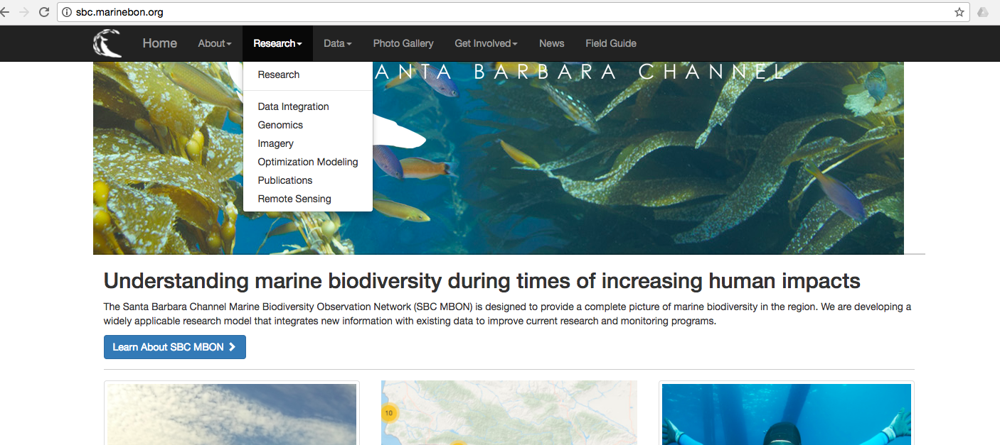 sbc.marinebon.org
Home About Research Data Photo Gallery Get Involved News Field Guide
ANTA BARBARA CHANNEL
Research
Data Integration
Genomics
Imagery
Optimization Modeling
Publications
Remote Sensing
Understanding marine biodiversity during times of increasing human impacts
The Santa Barbara Channel Marine Biodiversity Observation Network (SBC MBON) is designed to provide a complete picture of marine biodiversity in the region. We are developing a
widely applicable research model that integrates new information with existing data to improve current research and monitoring programs.
Learn About SBC MBON
10